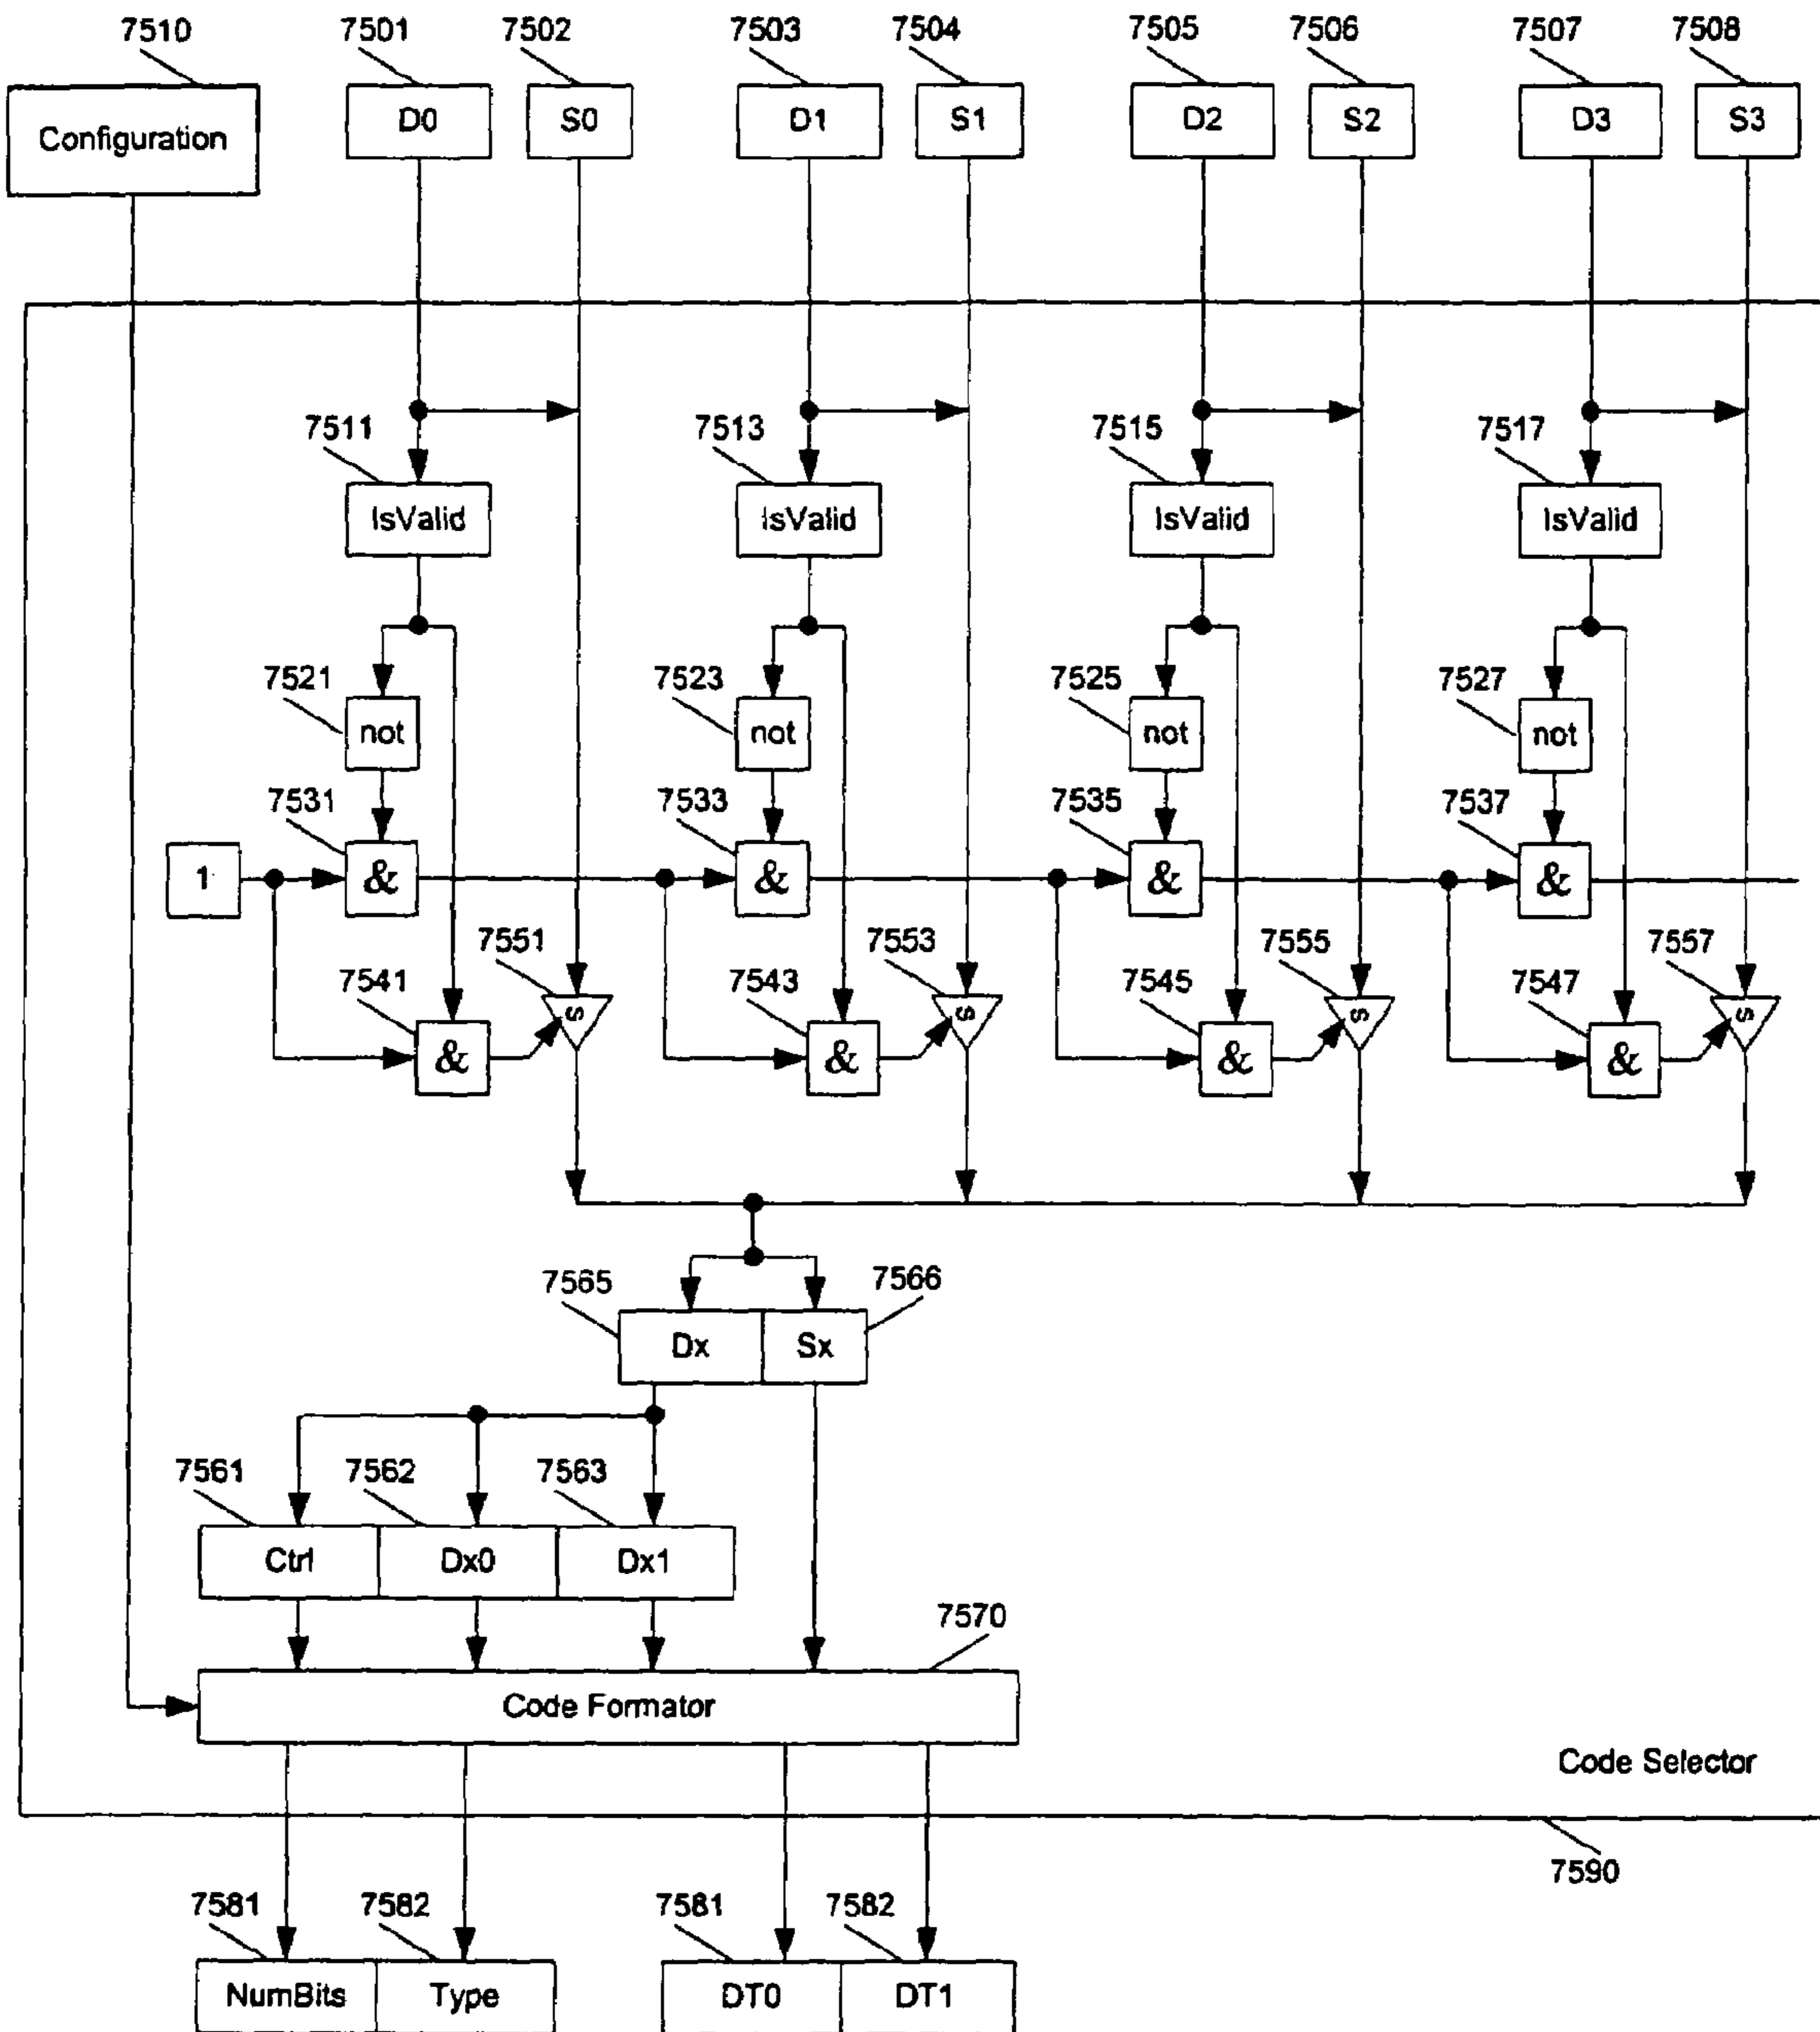 7510 7501 7502 7503 7504 7505 7506 7507 7508
Configuration D0 S0 D1 S1 D2 S2 D3 S3
7511 7513 7515 7517
IsValid IsValid IsValid IsValid
7521 7523 7525 7527
not not not not
7531 7533 7535 7537
1 & & & &
7551 7553 7555 7557
7541 7543 7545 7547
s s s s
& & & &
7565 7566
Dx Sx
7561 7562 7563
Ctrl Dx0 Dx1
7570
Code Formator
Code Selector
7590
7581 7582 7581 7582
NumBits Type DT0 DT1